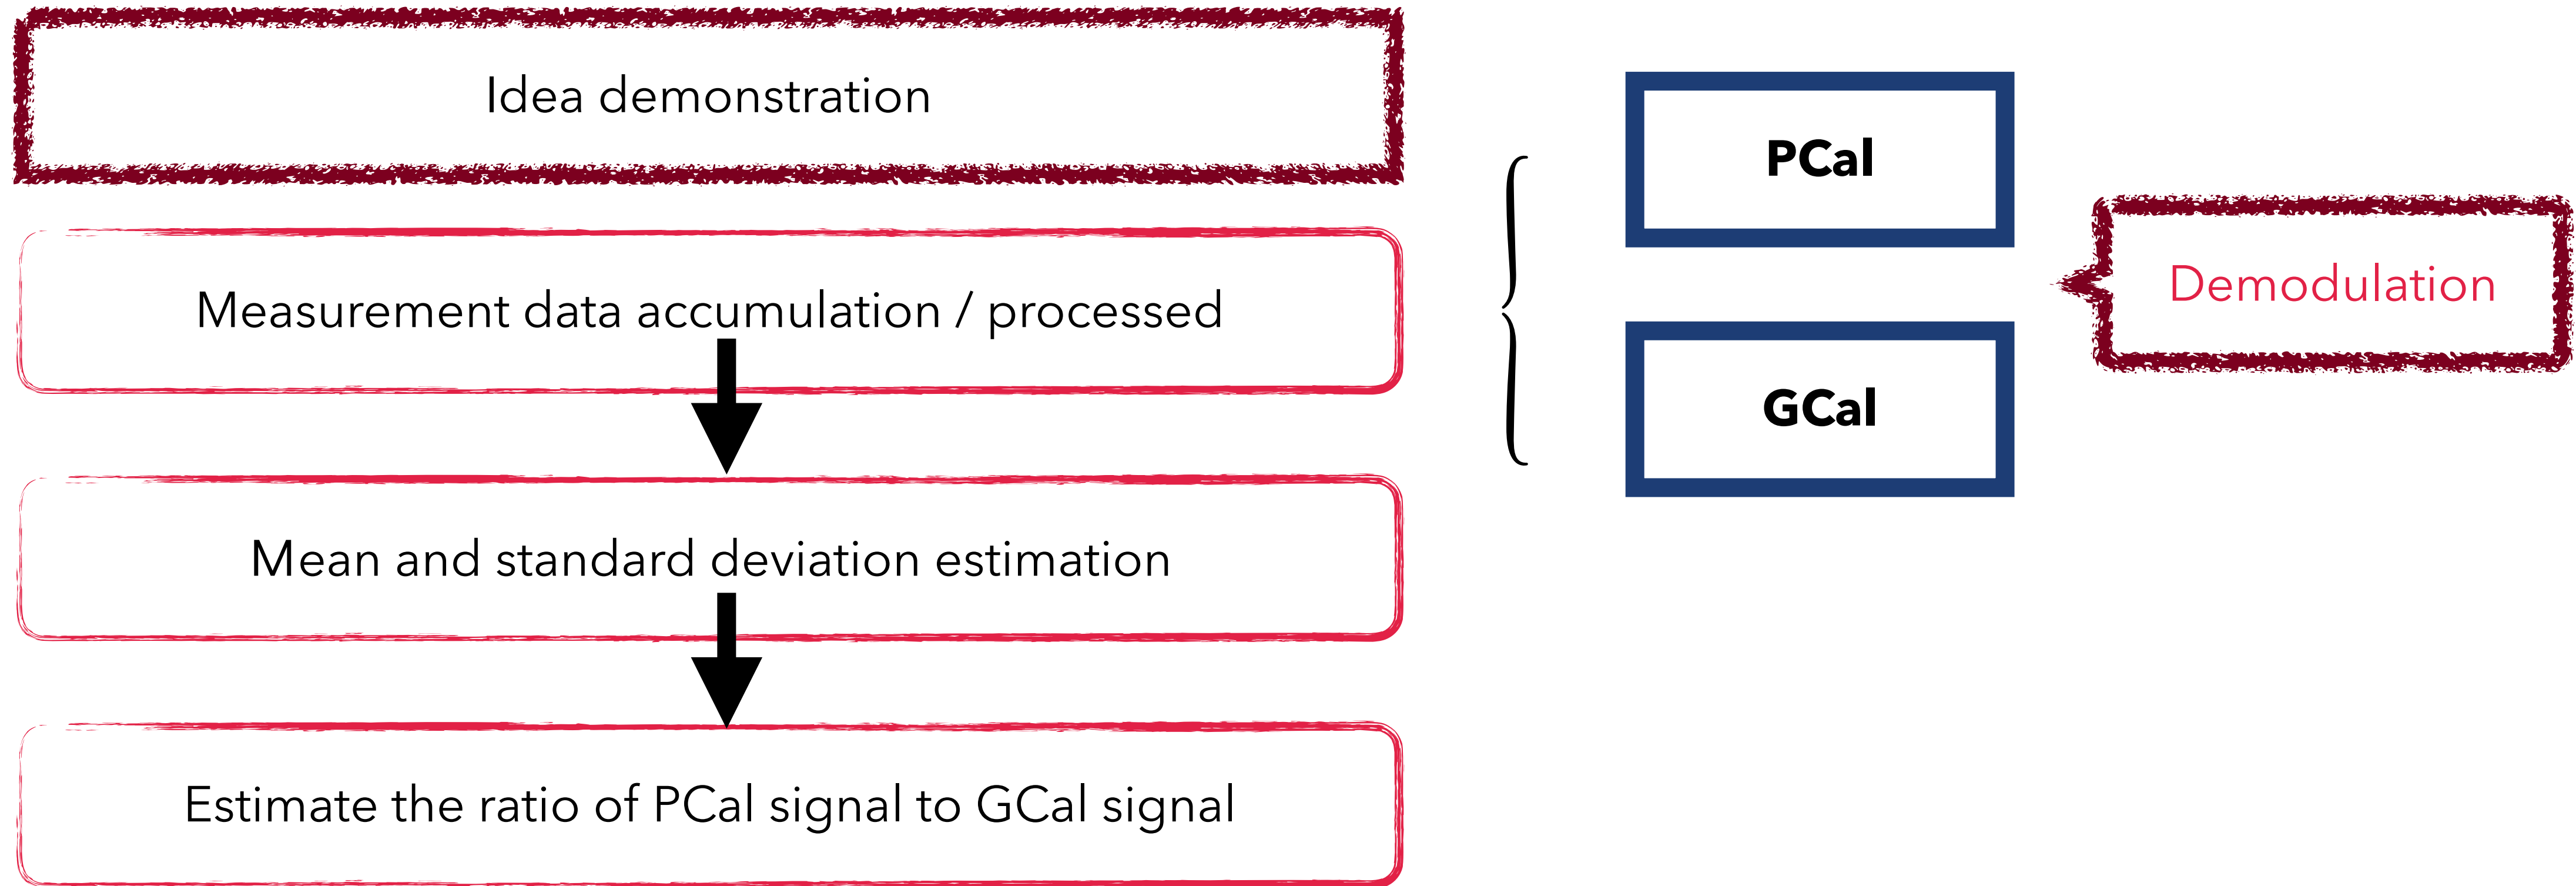 Idea demonstration
Measurement data accumulation / processed
Mean and standard deviation estimation
Estimate the ratio of PCal signal to GCal signal
PCal
GCal
Demodulation